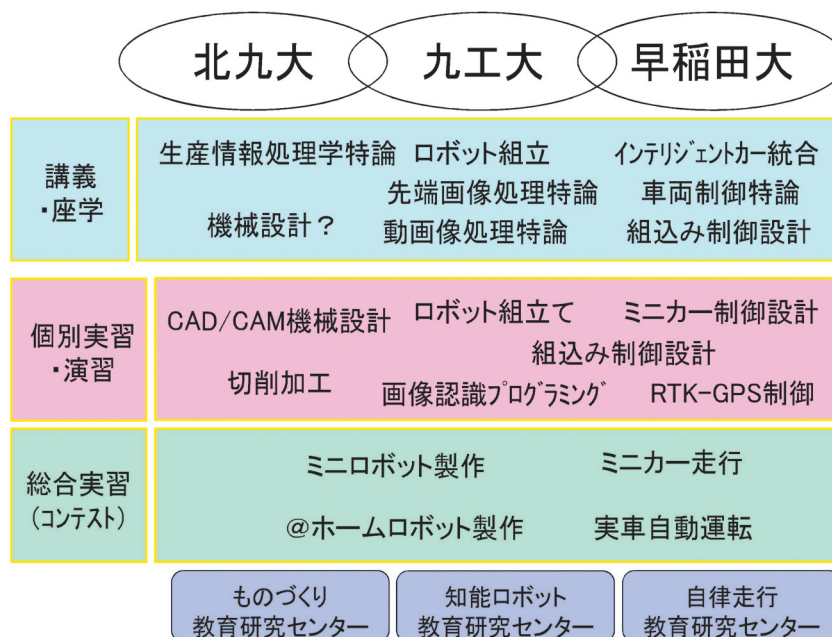 北九大 九工大 早稲田大
講義
・座学
生産情報処理学特論 ロボット組立 インテリジェントカー統合
先端画像処理特論 車両制御特論
機械設計？ 動画像処理特論 組込み制御設計
個別実習
・演習
CAD/CAM機械設計 ロボット組立て ミニカー制御設計
組込み制御設計
切削加工 画像認識プログラミング RTK-GPS制御
総合実習
(コンテスト)
ミニロボット製作 ミニカー走行
＠ホームロボット製作 実車自動運転
ものづくり
教育研究センター
知能ロボット
教育研究センター
自律走行
教育研究センター